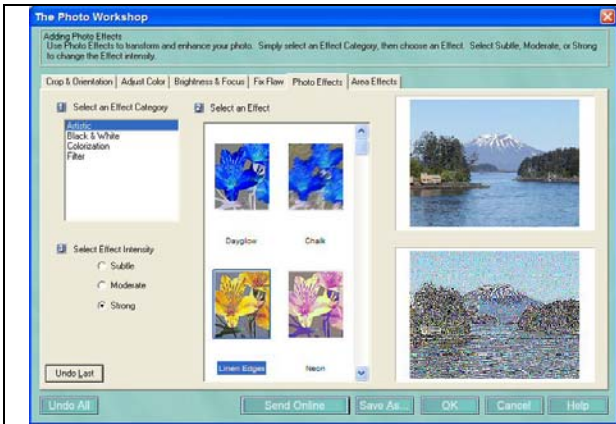 The Photo Workshop
Adding Photo Effects
Use Photo Effects to transform and enhance your photo. Simply select an Effect Category, then choose an Effect. Select Subtle, Moderate, or Strong
to change the Effect intensity.
Crop & Orientation Adjust Color Brightness & Focus Fix Flaw Photo Effects Area Effects
Select an Effect Category
Artistic
Black & White
Colorization
Filter
Select an Effect
Dayglow Chalk
Linen Edges Neon
Select Effect Intensity
Subtle
Moderate
Strong
Undo Last
Undo All Send Online Save As... OK Cancel Help